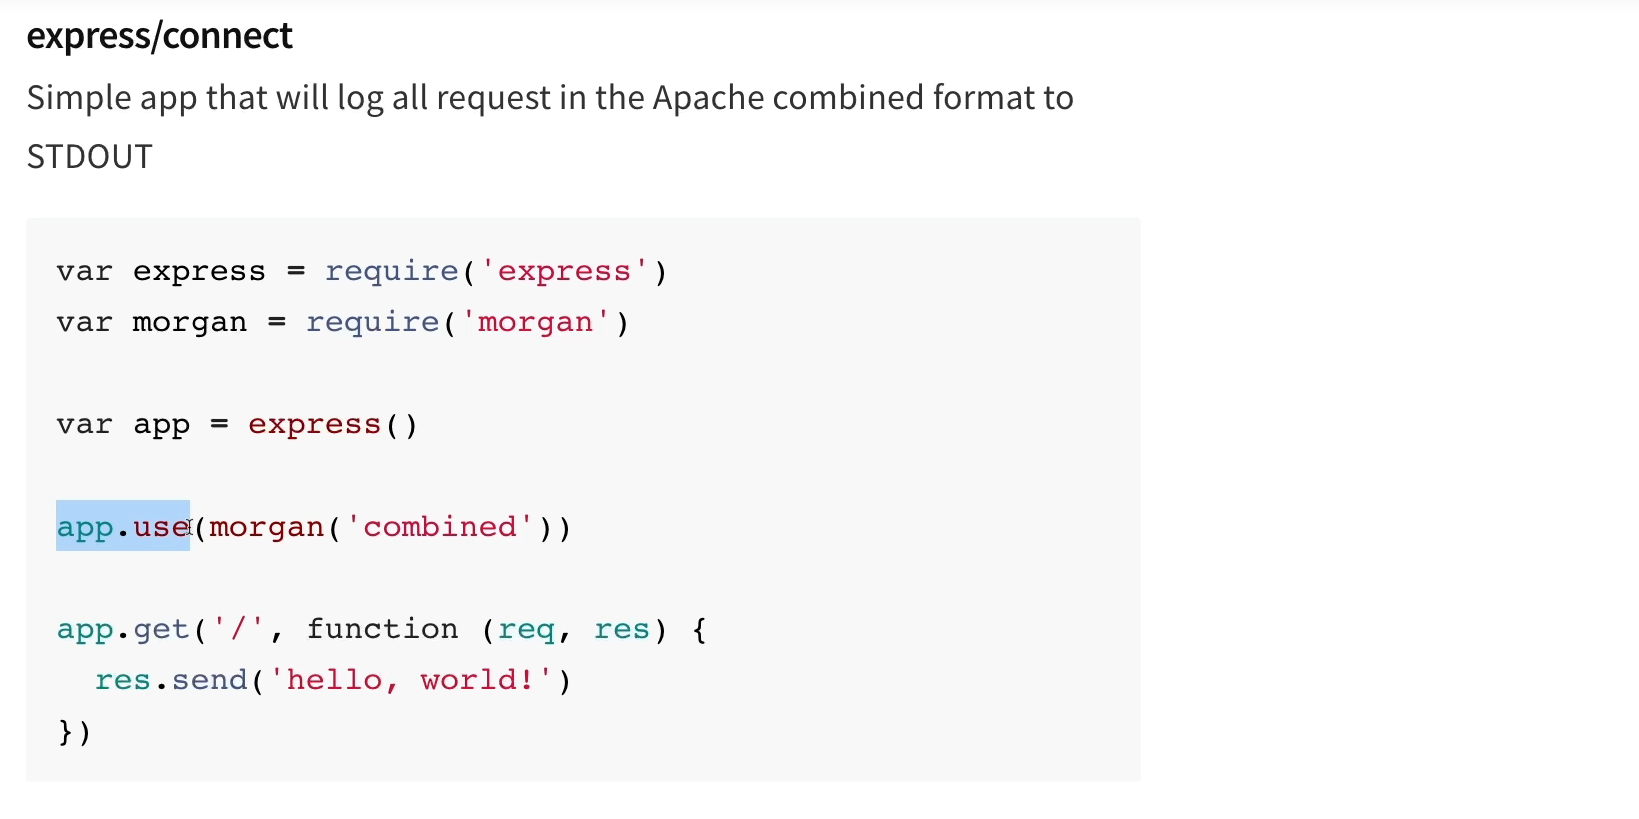 express/connect
Simple app that will log all request in the Apache combined format to
STDOUT
var express = require('express')
var morgan = require('morgan')
var app = express()
app.use(morgan('combined'))
app.get('/', function (req, res) {
  res.send('hello, world!')
})